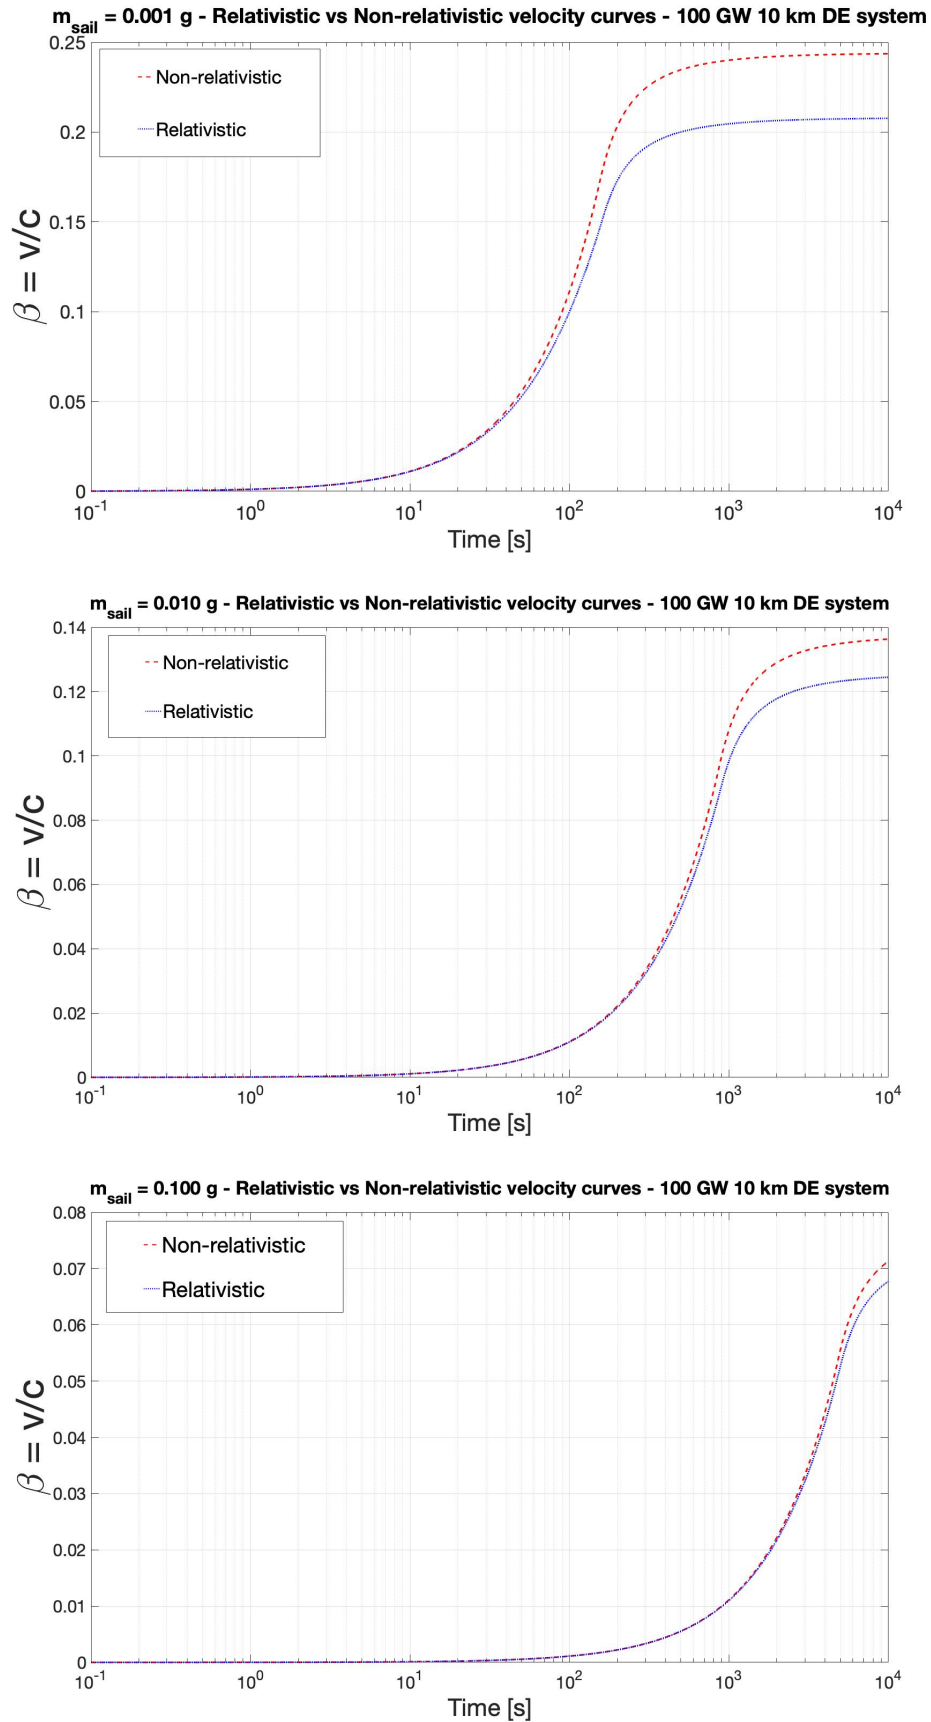 m_sail = 0.001 g - Relativistic vs Non-relativistic velocity curves - 100 GW 10 km DE system
0.25
0.2
0.15
0.1
0.05
0
β = v/c
Non-relativistic
Relativistic
10^-1 10^0 10^1 10^2 10^3 10^4
Time [s]
m_sail = 0.010 g - Relativistic vs Non-relativistic velocity curves - 100 GW 10 km DE system
0.14
0.12
0.1
0.08
0.06
0.04
0.02
0
β = v/c
Non-relativistic
Relativistic
10^-1 10^0 10^1 10^2 10^3 10^4
Time [s]
m_sail = 0.100 g - Relativistic vs Non-relativistic velocity curves - 100 GW 10 km DE system
0.08
0.07
0.06
0.05
0.04
0.03
0.02
0.01
0
β = v/c
Non-relativistic
Relativistic
10^-1 10^0 10^1 10^2 10^3 10^4
Time [s]